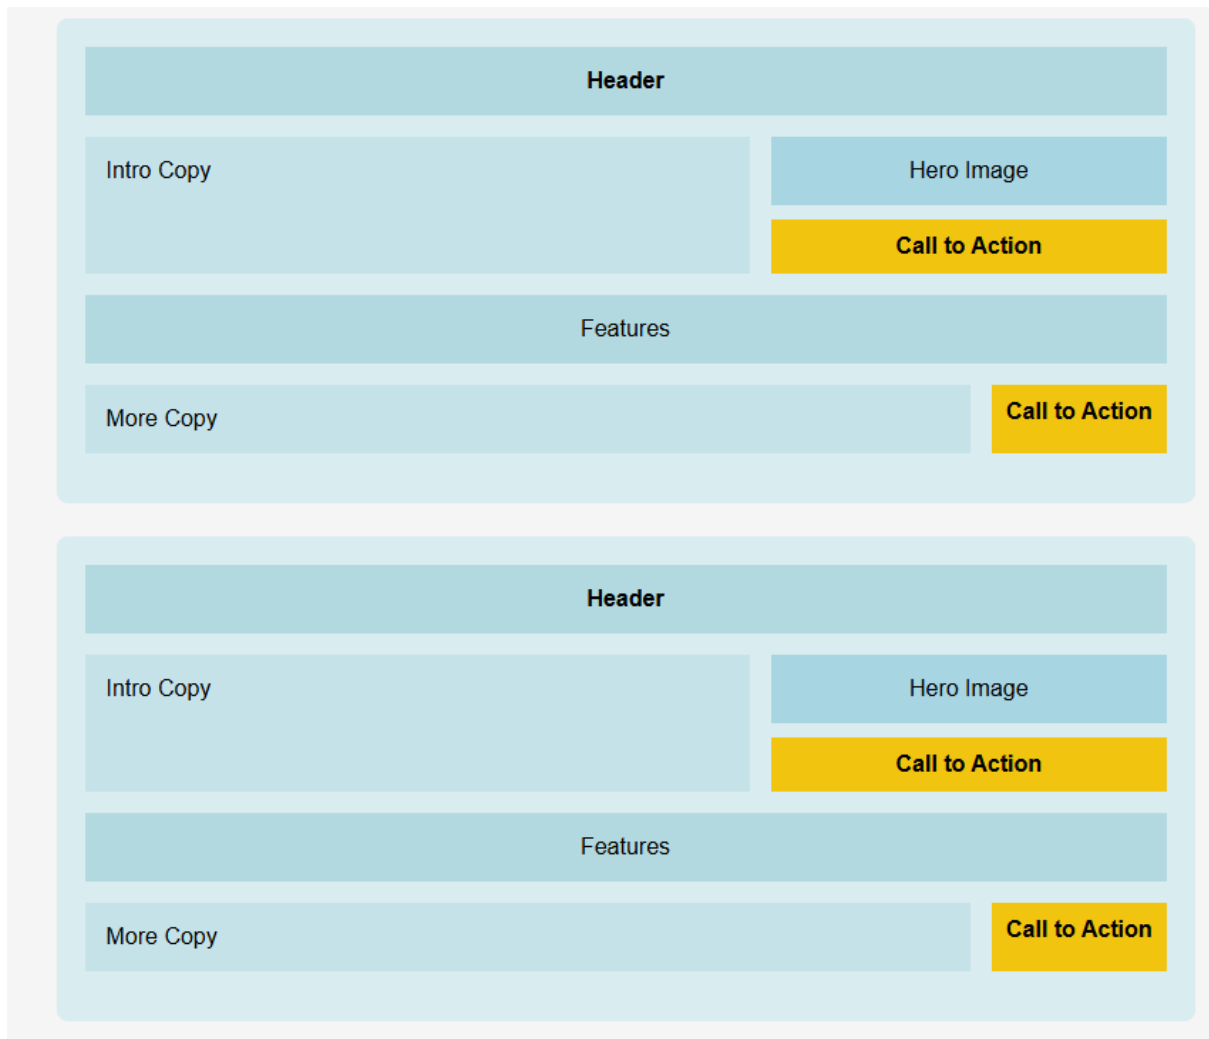 Header
Intro Copy
Hero Image
Call to Action
Features
More Copy
Call to Action
Header
Intro Copy
Hero Image
Call to Action
Features
More Copy
Call to Action